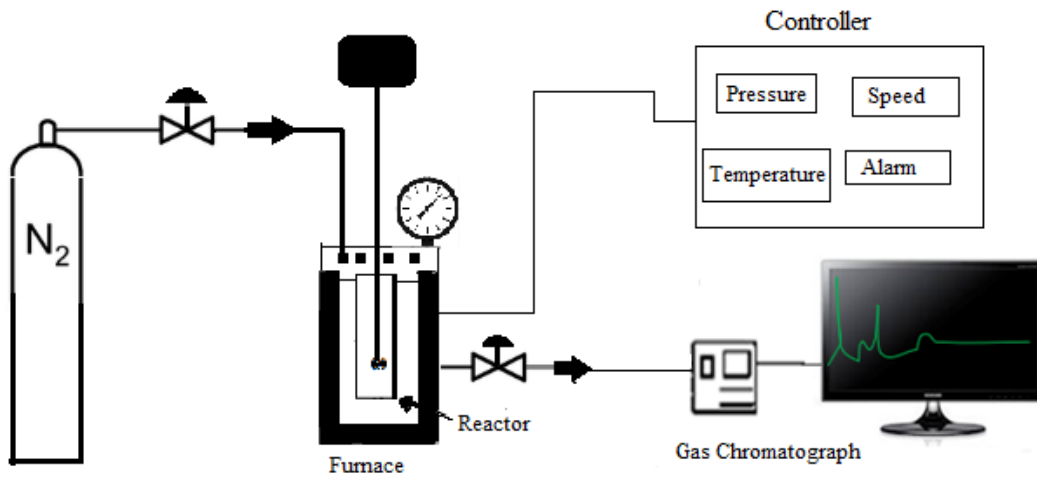 Controller
Pressure
Speed
Temperature
Alarm
N2
Reactor
Furnace
Gas Chromatograph